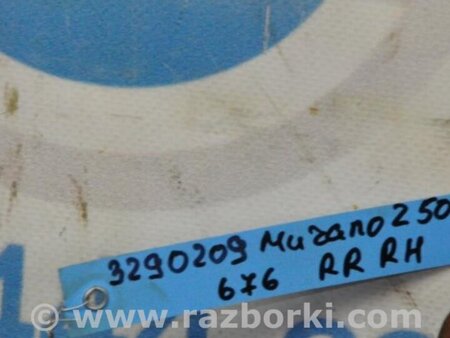 3290209 Murano Z50
676 RR RH
www.razborki.com